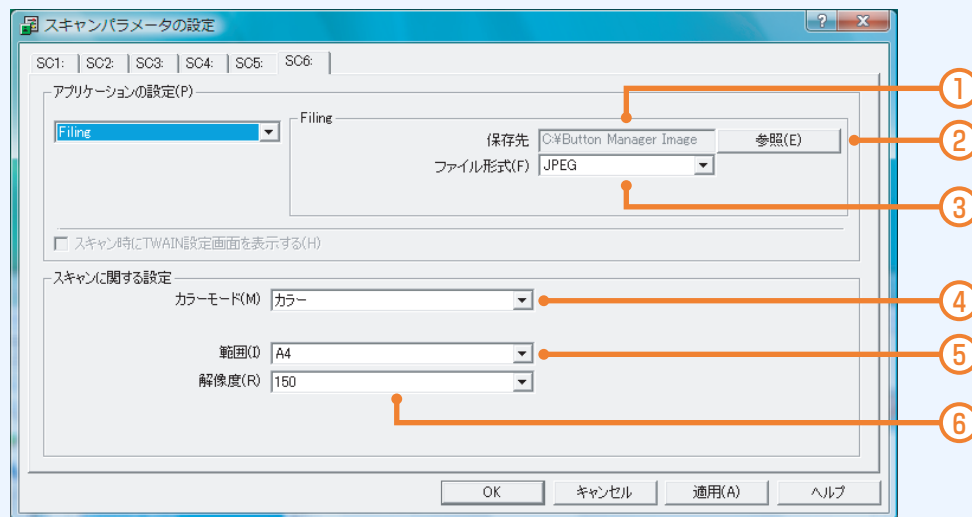 スキャンパラメータの設定
? X
SC1: SC2: SC3: SC4: SC5: SC6:
アプリケーションの設定(P)
Filing
Filing
保存先 C:¥Button Manager Image 参照(E)
ファイル形式(F) JPEG
スキャン時にTWAIN設定画面を表示する(H)
スキャンに関する設定
カラーモード(M) カラー
範囲(I) A4
解像度(R) 150
OK キャンセル 適用(A) ヘルプ
①
②
③
④
⑤
⑥